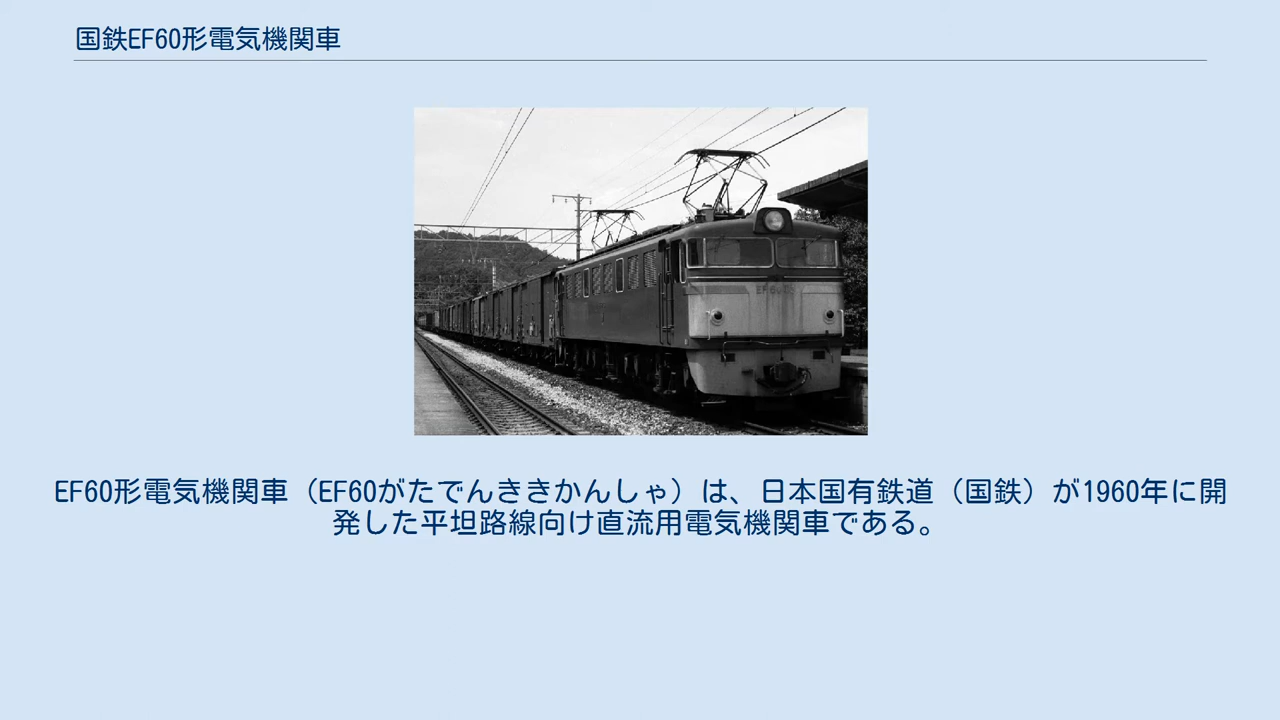 国鉄EF60形電気機関車
EF60形電気機関車（EF60がたでんききかんしゃ）は、日本国有鉄道（国鉄）が1960年に開
発した平坦路線向け直流用電気機関車である。